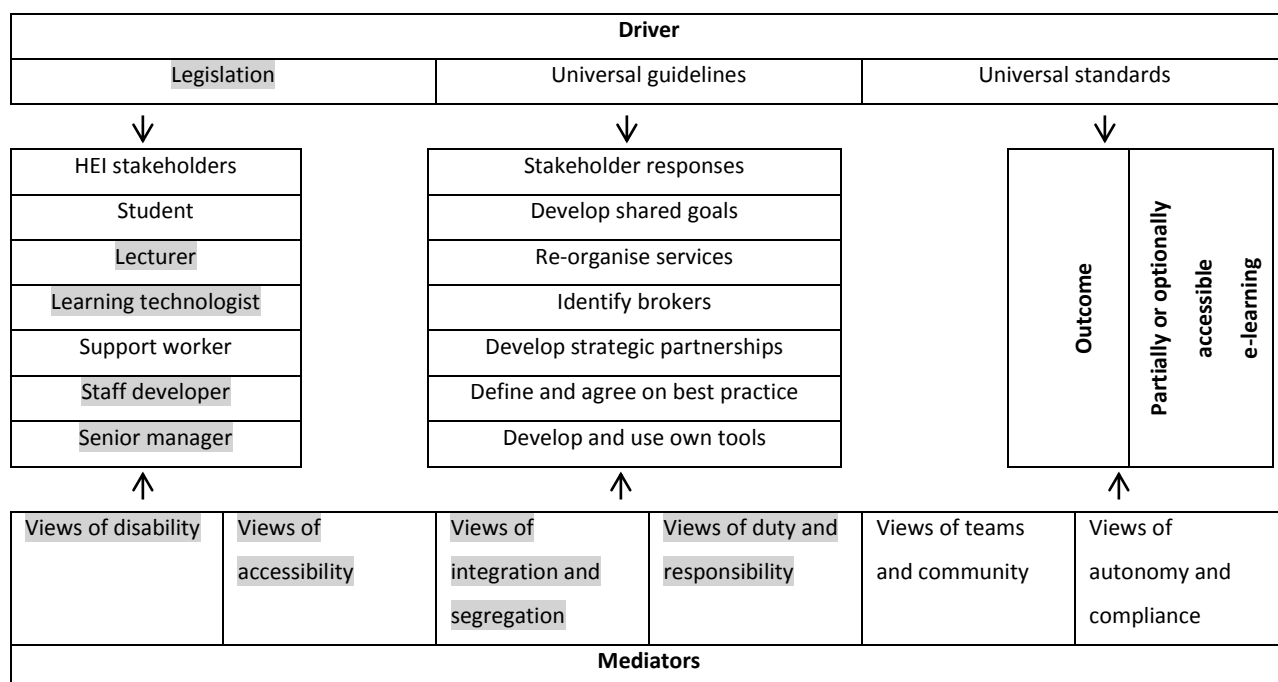 Driver
Legislation
Universal guidelines
Universal standards
HEI stakeholders
Student
Lecturer
Learning technologist
Support worker
Staff developer
Senior manager
Stakeholder responses
Develop shared goals
Re-organise services
Identify brokers
Develop strategic partnerships
Define and agree on best practice
Develop and use own tools
Outcome
Partially or optionally
accessible
e-learning
Views of disability
Views of
accessibility
Views of
integration and
segregation
Views of duty and
responsibility
Views of teams
and community
Views of
autonomy and
compliance
Mediators